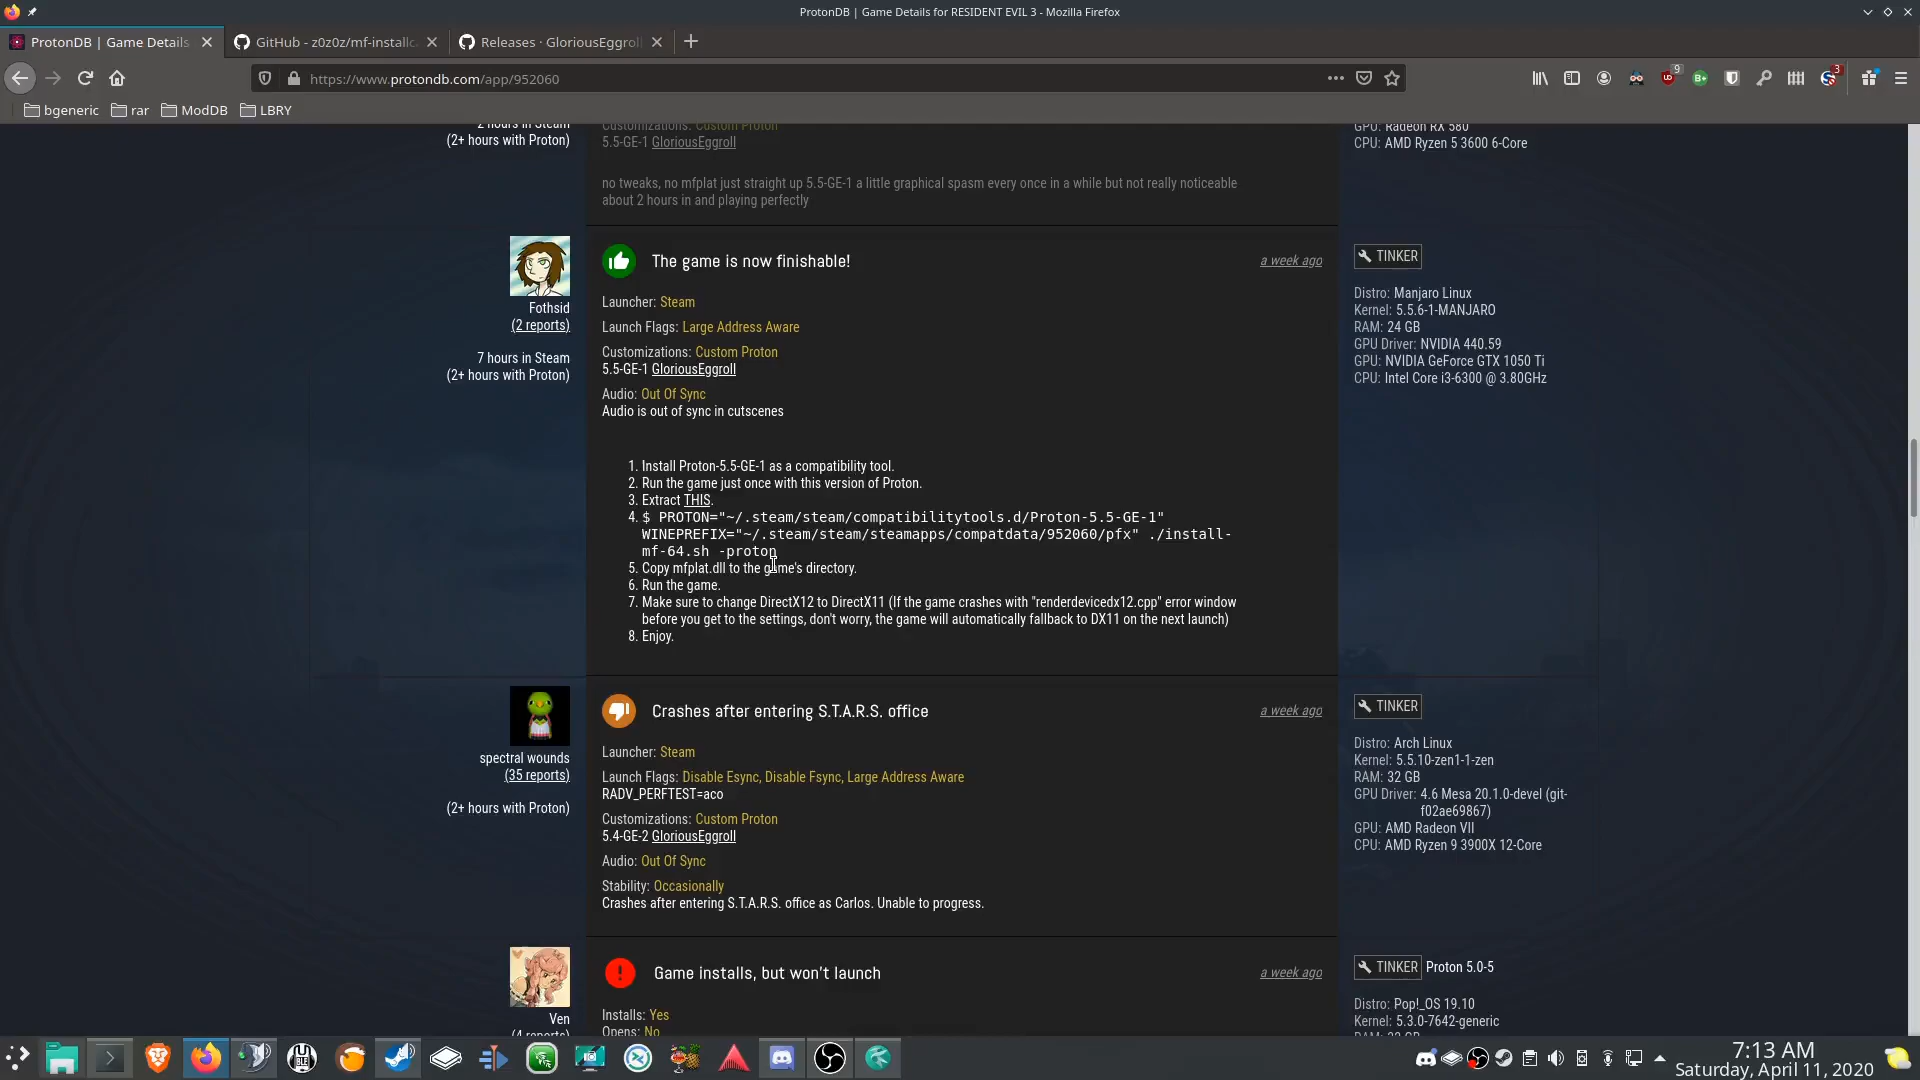 ProtonDB | Game Details for RESIDENT EVIL 3 - Mozilla Firefox
ProtonDB | Game Details
GitHub - z0z0z/mf-install
Releases · GloriousEggroll
https://www.protondb.com/app/952060
9
3
bgeneric
rar
ModDB
LBRY
2 hours in Steam
(2+ hours with Proton)
Customizations: Custom Proton
5.5-GE-1 GloriousEggroll
no tweaks, no mfplat just straight up 5.5-GE-1 a little graphical spasm every once in a while but not really noticeable
about 2 hours in and playing perfectly
GPU: Radeon RX 580
CPU: AMD Ryzen 5 3600 6-Core
Fothsid
(2 reports)
7 hours in Steam
(2+ hours with Proton)
The game is now finishable!
a week ago
Launcher: Steam
Launch Flags: Large Address Aware
Customizations: Custom Proton
5.5-GE-1 GloriousEggroll
Audio: Out Of Sync
Audio is out of sync in cutscenes
1. Install Proton-5.5-GE-1 as a compatibility tool.
2. Run the game just once with this version of Proton.
3. Extract THIS.
4. $ PROTON="~/.steam/steam/compatibilitytools.d/Proton-5.5-GE-1"
WINEPREFIX="~/.steam/steam/steamapps/compatdata/952060/pfx" ./install-
mf-64.sh -proton
5. Copy mfplat.dll to the game's directory.
6. Run the game.
7. Make sure to change DirectX12 to DirectX11 (If the game crashes with "renderdevicedx12.cpp" error window
before you get to the settings, don't worry, the game will automatically fallback to DX11 on the next launch)
8. Enjoy.
TINKER
Distro: Manjaro Linux
Kernel: 5.5.6-1-MANJARO
RAM: 24 GB
GPU Driver: NVIDIA 440.59
GPU: NVIDIA GeForce GTX 1050 Ti
CPU: Intel Core i3-6300 @ 3.80GHz
spectral wounds
(35 reports)
(2+ hours with Proton)
Crashes after entering S.T.A.R.S. office
a week ago
Launcher: Steam
Launch Flags: Disable Esync, Disable Fsync, Large Address Aware
RADV_PERFTEST=aco
Customizations: Custom Proton
5.4-GE-2 GloriousEggroll
Audio: Out Of Sync
Stability: Occasionally
Crashes after entering S.T.A.R.S. office as Carlos. Unable to progress.
TINKER
Distro: Arch Linux
Kernel: 5.5.10-zen1-1-zen
RAM: 32 GB
GPU Driver: 4.6 Mesa 20.1.0-devel (git-
f02ae69867)
GPU: AMD Radeon VII
CPU: AMD Ryzen 9 3900X 12-Core
Ven
(4 reports)
Game installs, but won't launch
a week ago
Installs: Yes
Opens: No
TINKER Proton 5.0-5
Distro: Pop!_OS 19.10
Kernel: 5.3.0-7642-generic
7:13 AM
Saturday, April 11, 2020